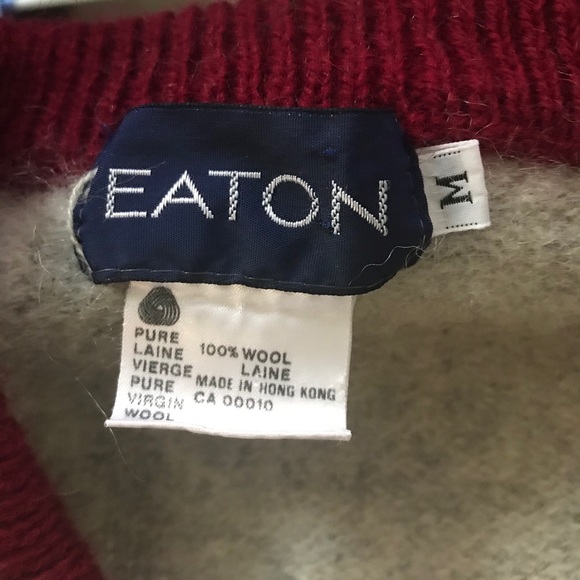 EATON
M
PURE
LAINE
VIERGE
PURE
VIRGIN
WOOL
100% WOOL
LAINE
MADE IN HONG KONG
CA 00010